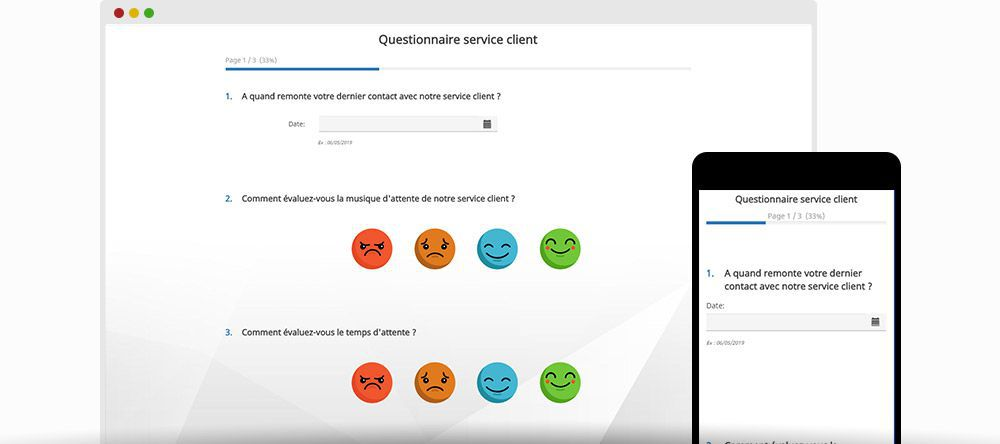 Questionnaire service client
Page 1 / 3 (33%)
1. A quand remonte votre dernier contact avec notre service client ?
Date:
Ex : 06/05/2019
2. Comment évaluez-vous la musique d'attente de notre service client ?
3. Comment évaluez-vous le temps d'attente ?
Questionnaire service client
Page 1 / 3 (33%)
1. A quand remonte votre dernier
contact avec notre service client ?
Date:
Ex : 06/05/2019